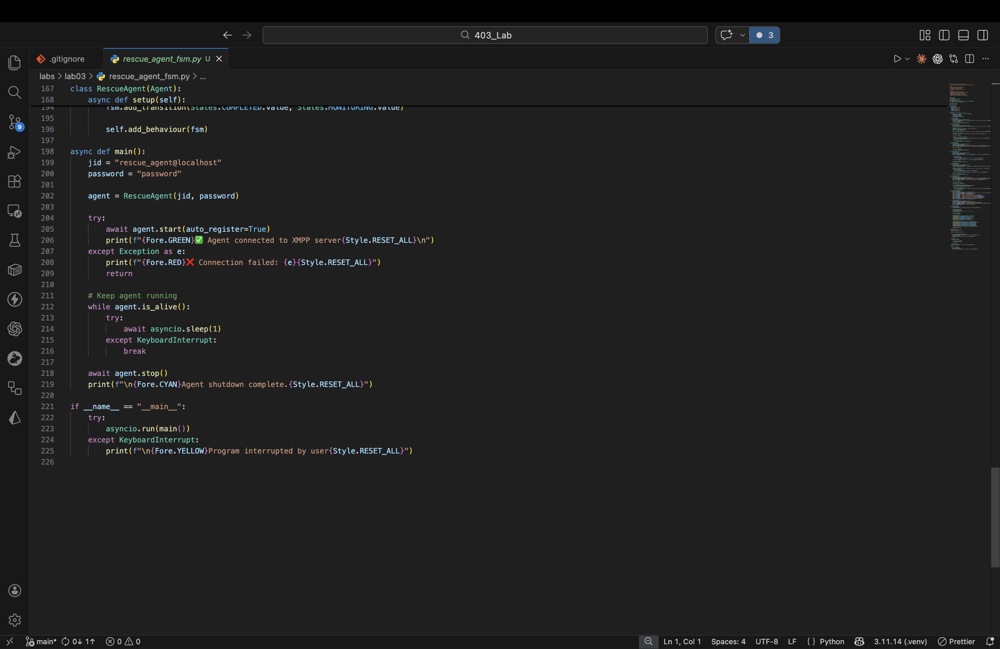 403_Lab
3
.gitignore
rescue_agent_fsm.py U
labs > lab03 > rescue_agent_fsm.py > ...
167 class RescueAgent(Agent):
168     async def setup(self):
194         fsm.add_transition(States.COMPLETED.value, States.MONITORING.value)
195
196         self.add_behaviour(fsm)
197
198 async def main():
199     jid = "rescue_agent@localhost"
200     password = "password"
201
202     agent = RescueAgent(jid, password)
203
204     try:
205         await agent.start(auto_register=True)
206         print(f"{Fore.GREEN}✅ Agent connected to XMPP server{Style.RESET_ALL}\n")
207     except Exception as e:
208         print(f"{Fore.RED}❌ Connection failed: {e}{Style.RESET_ALL}")
209         return
210
211     # Keep agent running
212     while agent.is_alive():
213         try:
214             await asyncio.sleep(1)
215         except KeyboardInterrupt:
216             break
217
218     await agent.stop()
219     print(f"\n{Fore.CYAN}Agent shutdown complete.{Style.RESET_ALL}")
220
221 if __name__ == "__main__":
222     try:
223         asyncio.run(main())
224     except KeyboardInterrupt:
225         print(f"\n{Fore.YELLOW}Program interrupted by user{Style.RESET_ALL}")
226
9
main* 0↓ 1↑ 0 0 Ln 1, Col 1 Spaces: 4 UTF-8 LF { } Python 3.11.14 (.venv) Prettier